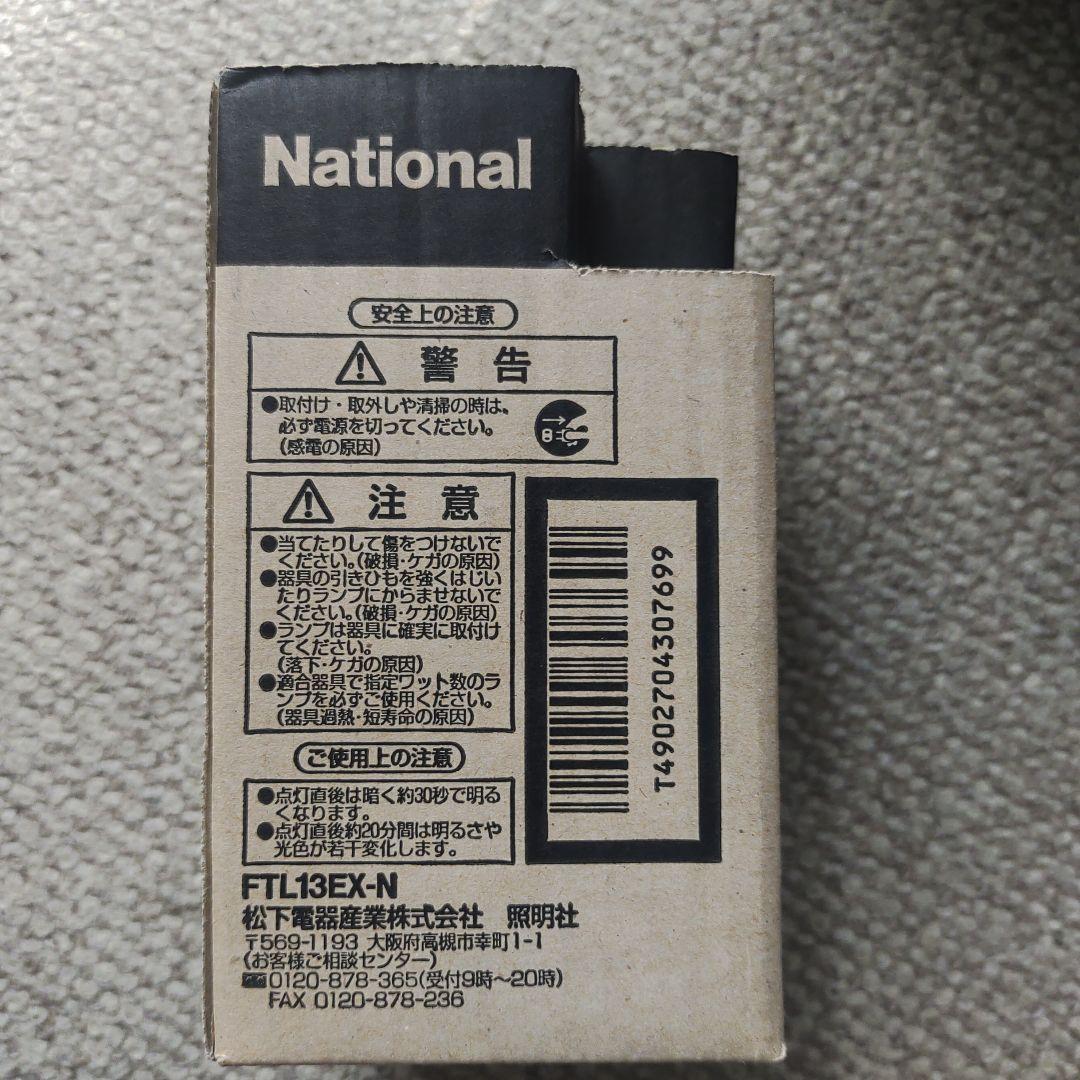 National
安全上の注意
警告
●取付け・取外しや清掃の時は、
必ず電源を切ってください。
(感電の原因)
注意
●当てたりして傷をつけないで
ください。(破損・ケガの原因)
●器具の引きひもを強くはじい
たりランプにからませないで
ください。(破損・ケガの原因)
●ランプは器具に確実に取付け
てください。
(落下・ケガの原因)
●適合器具で指定ワット数のラ
ンプを必ずご使用ください。
(器具過熱・短寿命の原因)
T4902704307699
ご使用上の注意
●点灯直後は暗く約30秒で明る
くなります。
●点灯直後約20分間は明るさや
光色が若干変化します。
FTL13EX-N
松下電器産業株式会社 照明社
〒569-1193 大阪府高槻市幸町1-1
(お客様ご相談センター)
0120-878-365(受付9時～20時)
FAX 0120-878-236